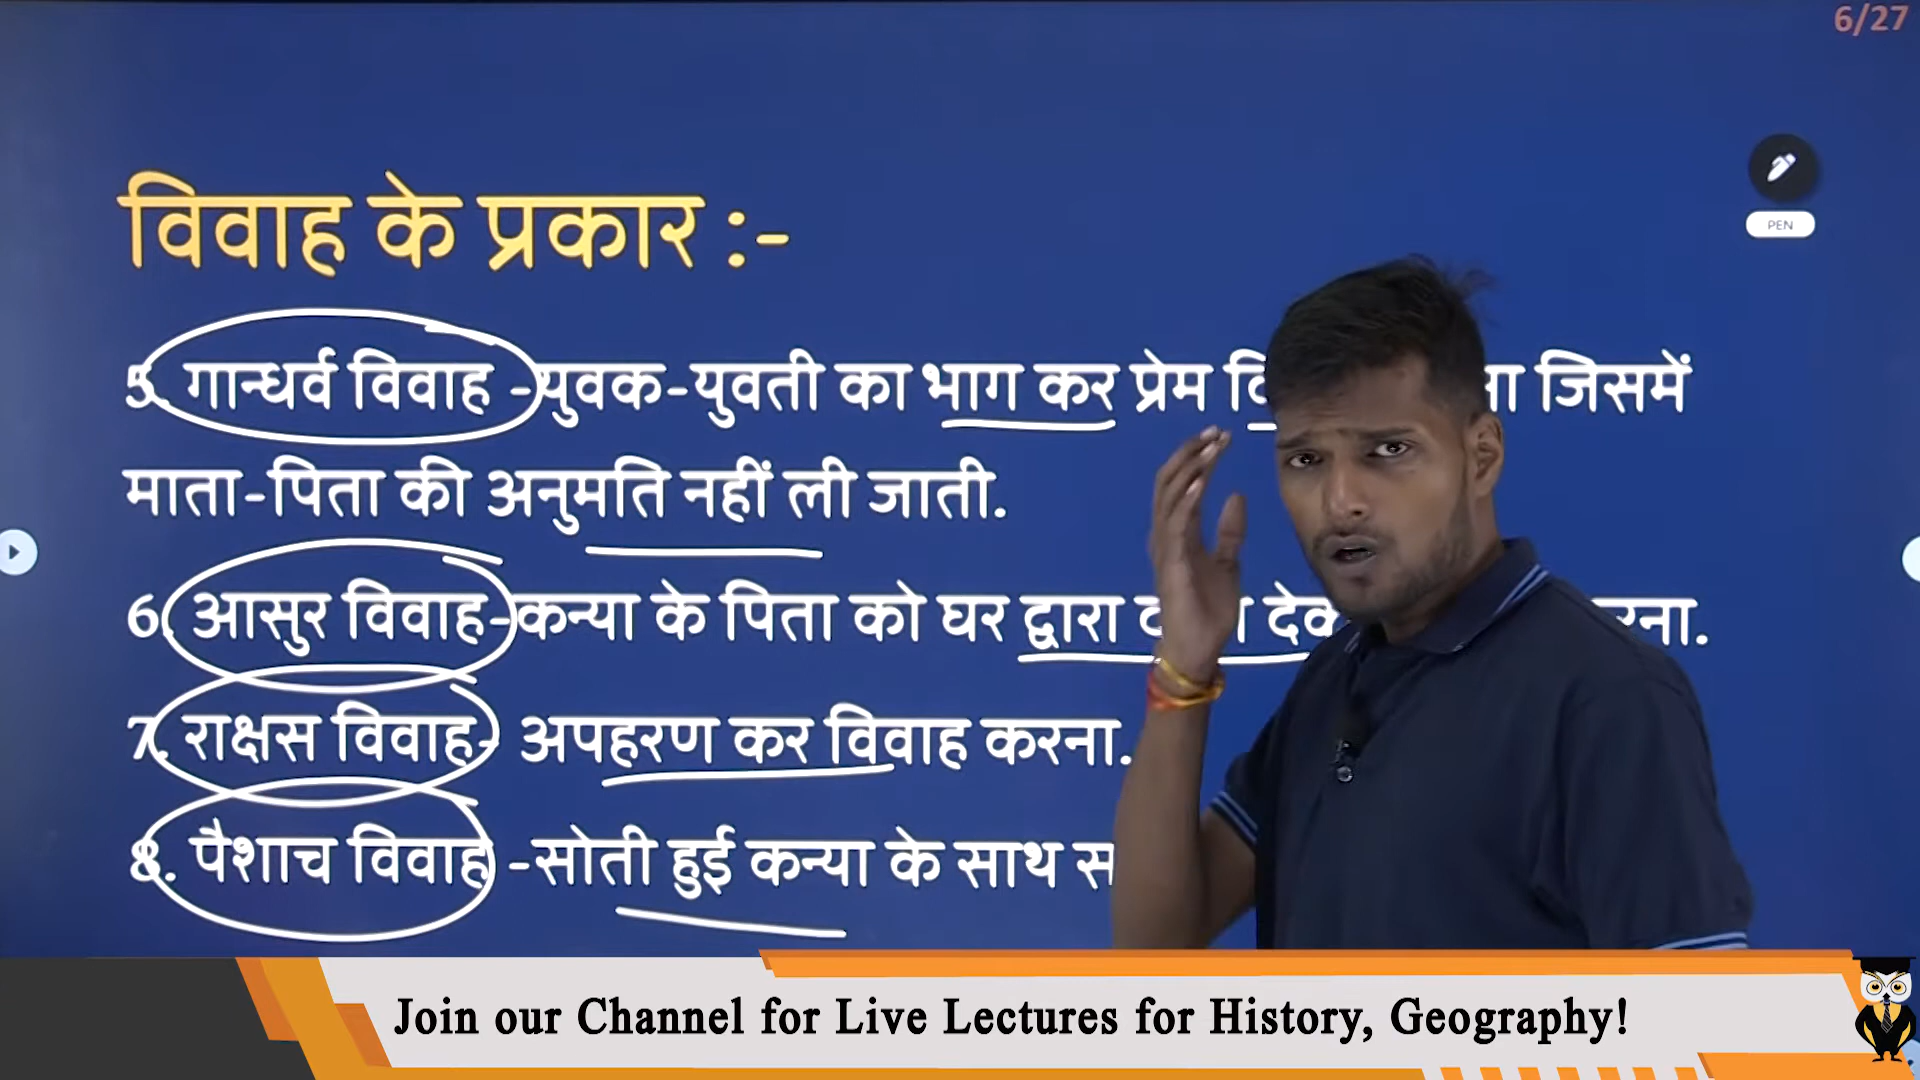 6/27
PEN
विवाह के प्रकार :-
5. गान्धर्व विवाह -युवक-युवती का भाग कर प्रेम जिसमें
माता-पिता की अनुमति नहीं ली जाती.
6. आसुर विवाह-कन्या के पिता को घर द्वारा
7. राक्षस विवाह- अपहरण कर विवाह करना.
8. पैशाच विवाह -सोती हुई कन्या के साथ
Join our Channel for Live Lectures for History, Geography!